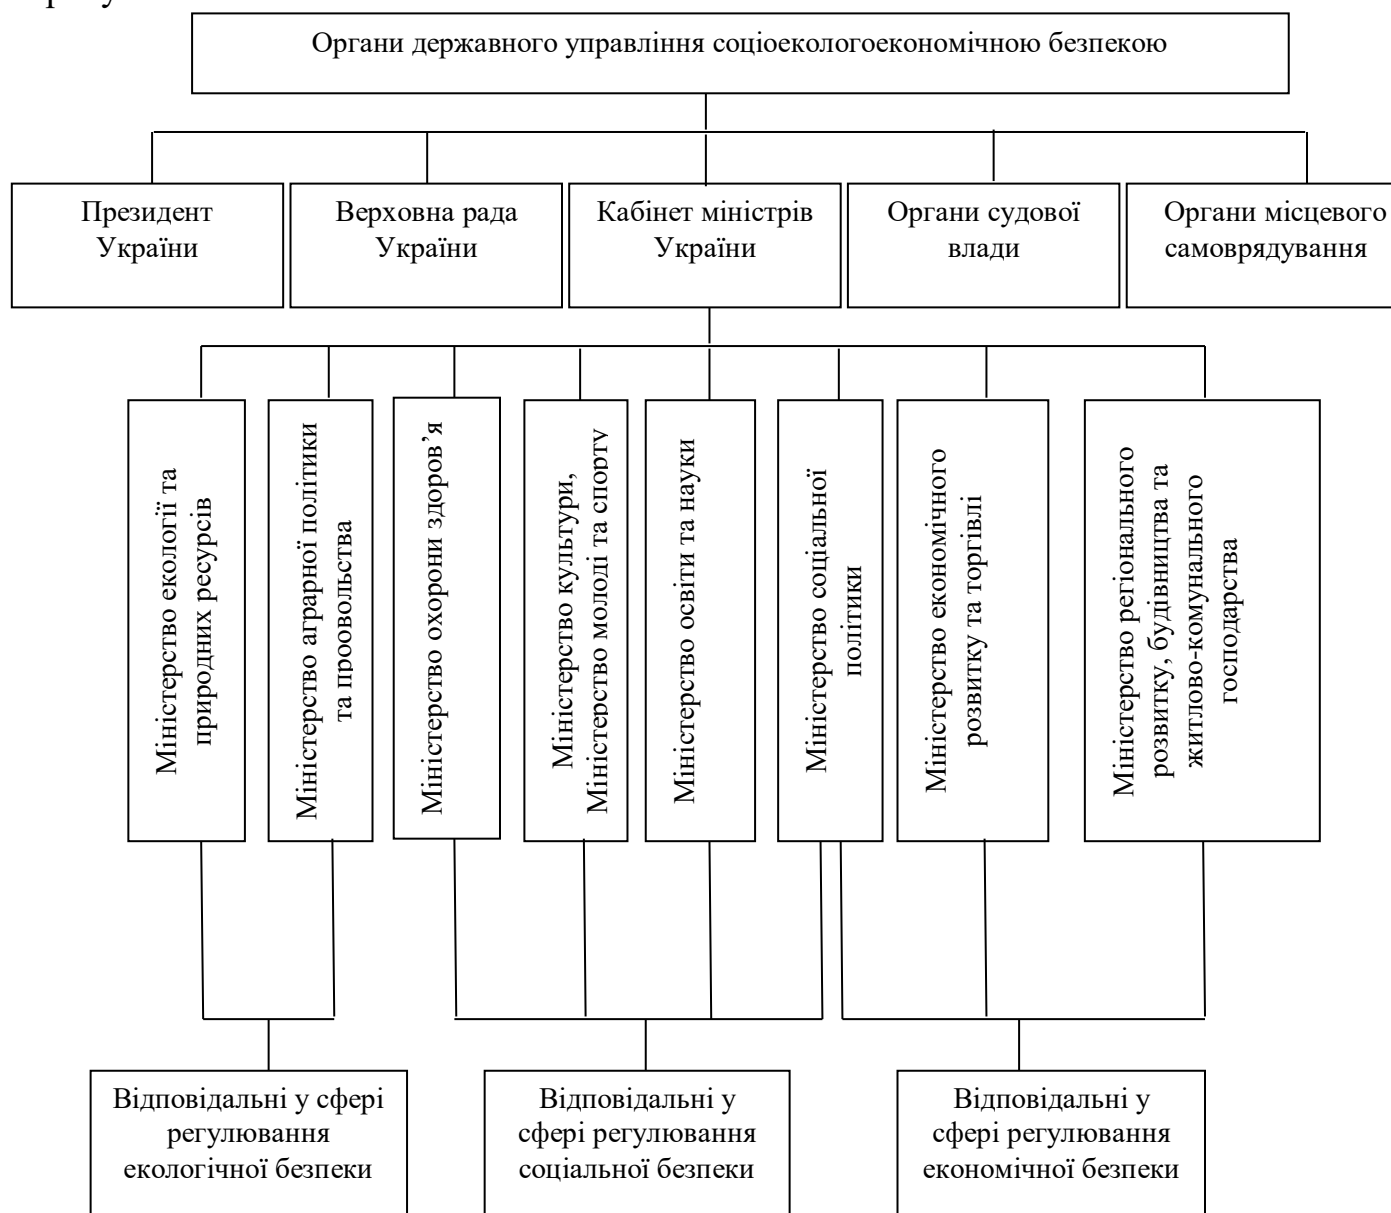 Органи державного управління соціоекологоекономічною безпекою
Президент
України
Верховна рада
України
Кабінет міністрів
України
Органи судової
влади
Органи місцевого
самоврядування
Міністерство екології та
природних ресурсів
Міністерство аграрної політики
та проовольства
Міністерство охорони здоров’я
Міністерство культури,
Міністерство молоді та спорту
Міністерство освіти та науки
Міністерство соціальної
політики
Міністерство економічного
розвитку та торгівлі
Міністерство регіонального
розвитку, будівництва та
житлово-комунального
господарства
Відповідальні у сфері
регулювання
екологічної безпеки
Відповідальні у
сфері регулювання
соціальної безпеки
Відповідальні у
сфері регулювання
економічної безпеки